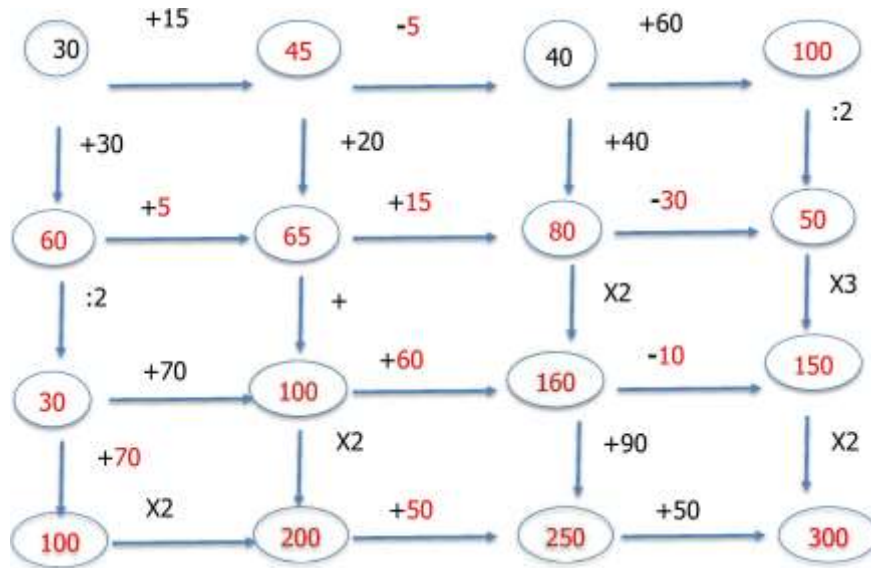 +15 -5 +60
30 45 40 100
+30 +20 +40 :2
+5 +15 -30
60 65 80 50
:2 + X2 X3
+70 +60 -10
30 100 160 150
+70 X2 +90 X2
X2 +50 +50
100 200 250 300